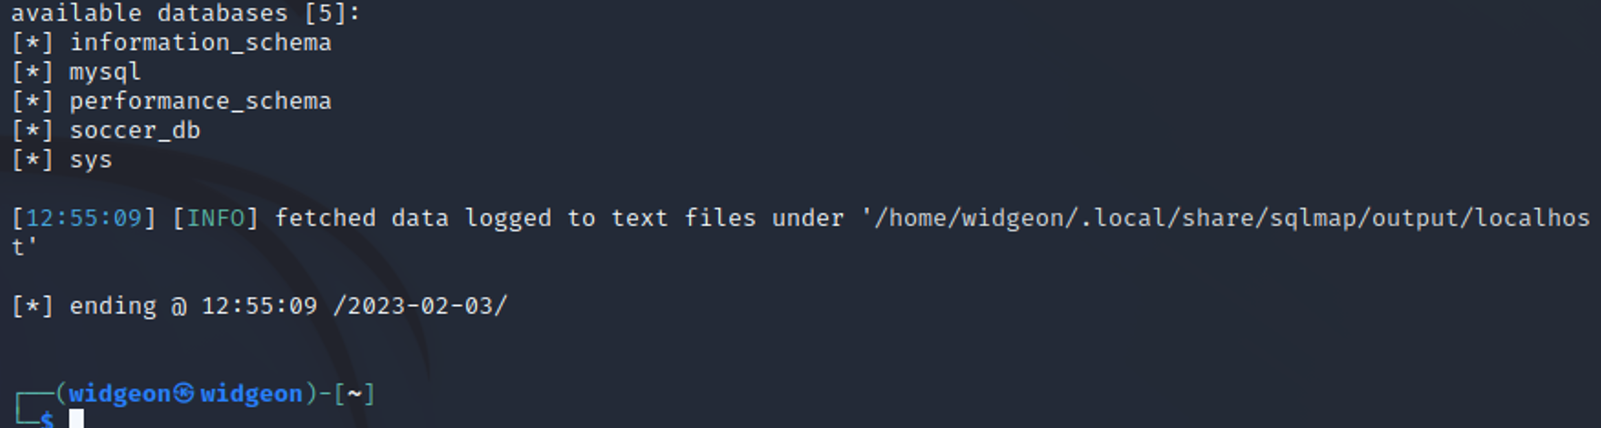 available databases [5]:
[*] information_schema
[*] mysql
[*] performance_schema
[*] soccer_db
[*] sys
[12:55:09] [INFO] fetched data logged to text files under '/home/widgeon/.local/share/sqlmap/output/localhos
t'
[*] ending @ 12:55:09 /2023-02-03/
┌──(widgeon㉿widgeon)-[~]
└─$